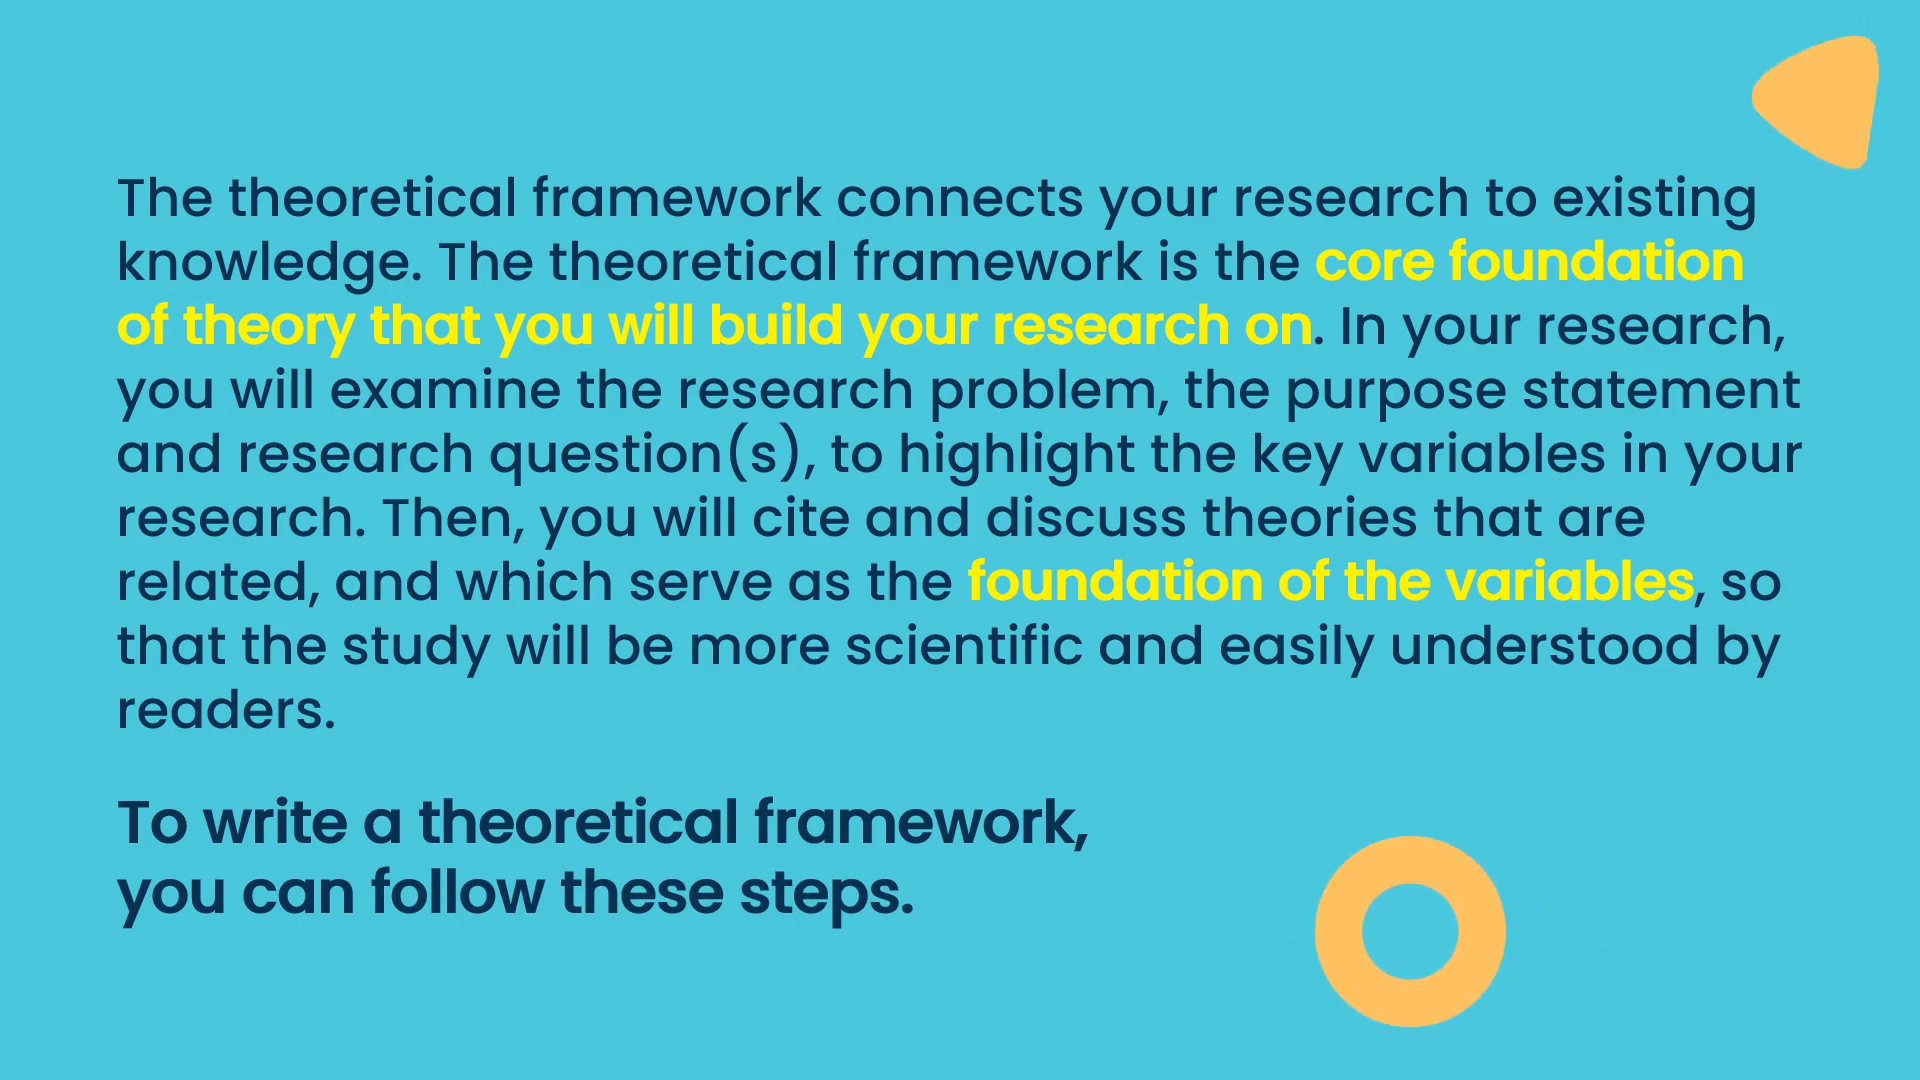 The theoretical framework connects your research to existing
knowledge. The theoretical framework is the core foundation
of theory that you will build your research on. In your research,
you will examine the research problem, the purpose statement
and research question(s), to highlight the key variables in your
research. Then, you will cite and discuss theories that are
related, and which serve as the foundation of the variables, so
that the study will be more scientific and easily understood by
readers.
To write a theoretical framework,
you can follow these steps.